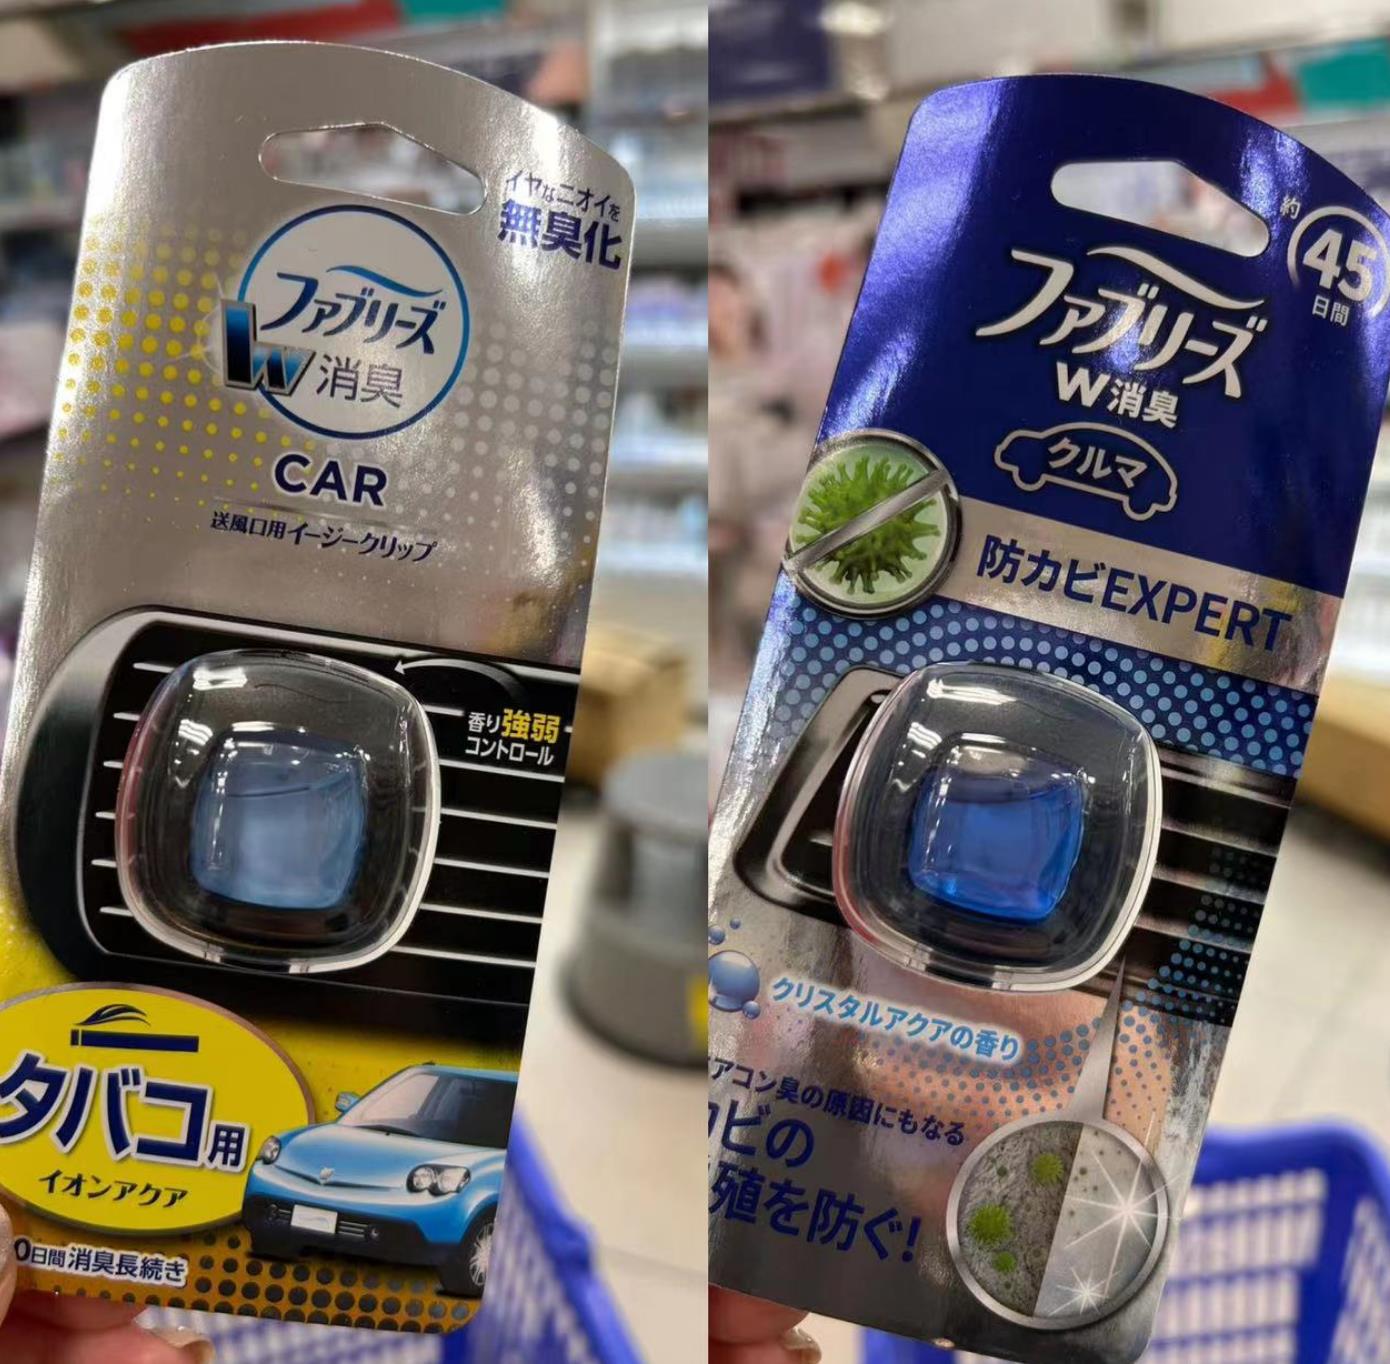 イヤなニオイを
無臭化
ファブリーズ
W消臭
CAR
送風口用イージークリップ
香り強弱
コントロール
タバコ用
イオンアクア
0日間消臭長続き
約
45
日間
ファブリーズ
W消臭
クルマ
防カビEXPERT
クリスタルアクアの香り
アコン臭の原因にもなる
ビの
殖を防ぐ!